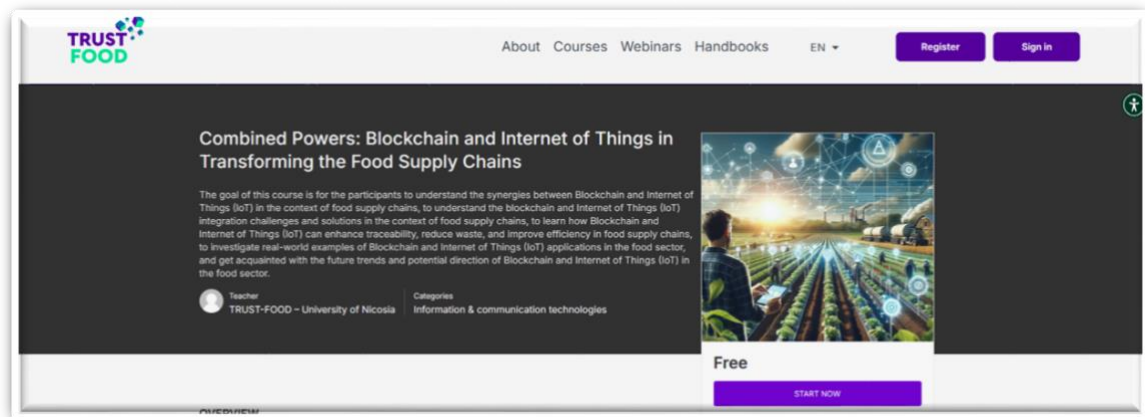 TRUST
FOOD
About Courses Webinars Handbooks EN Register Sign in
Combined Powers: Blockchain and Internet of Things in
Transforming the Food Supply Chains
The goal of this course is for the participants to understand the synergies between Blockchain and Internet of
Things (IoT) in the context of food supply chains, to understand the blockchain and Internet of Things (IoT)
integration challenges and solutions in the context of food supply chains, to learn how Blockchain and
Internet of Things (IoT) can enhance traceability, reduce waste, and improve efficiency in food supply chains,
to investigate real-world examples of Blockchain and Internet of Things (IoT) applications in the food sector,
and get acquainted with the future trends and potential direction of Blockchain and Internet of Things (IoT) in
the food sector.
Teacher
TRUST-FOOD – University of Nicosia
Categories
Information & communication technologies
Free
START NOW
OVERVIEW